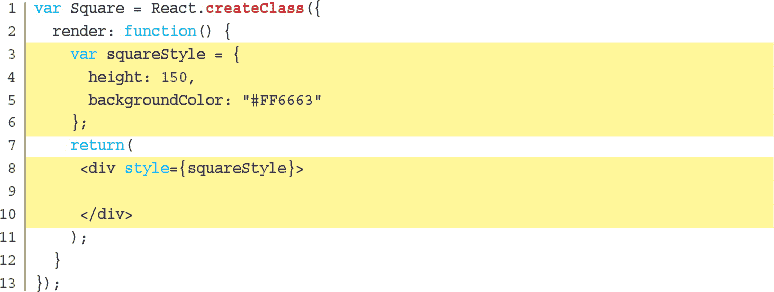 1 var Square = React.createClass({
2   render: function() {
3     var squareStyle = {
4       height: 150,
5       backgroundColor: "#FF6663"
6     };
7     return(
8      <div style={squareStyle}>
9
10      </div>
11     );
12   }
13 });